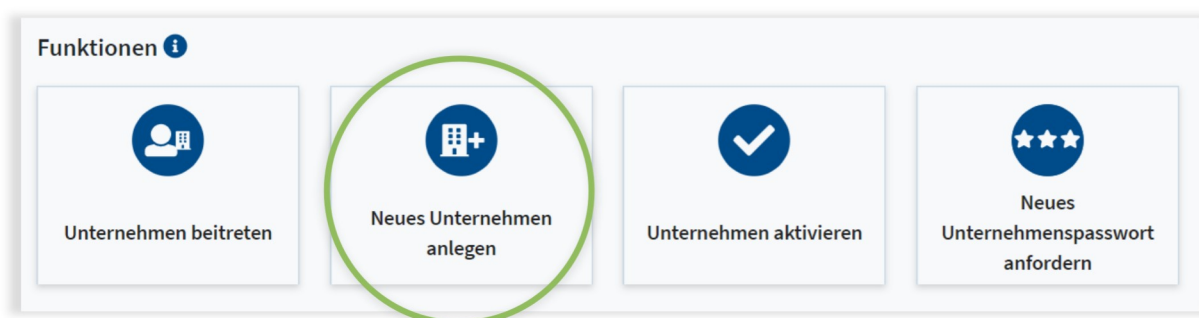 Funktionen
Unternehmen beitreten
Neues Unternehmen
anlegen
Unternehmen aktivieren
Neues
Unternehmenspasswort
anfordern